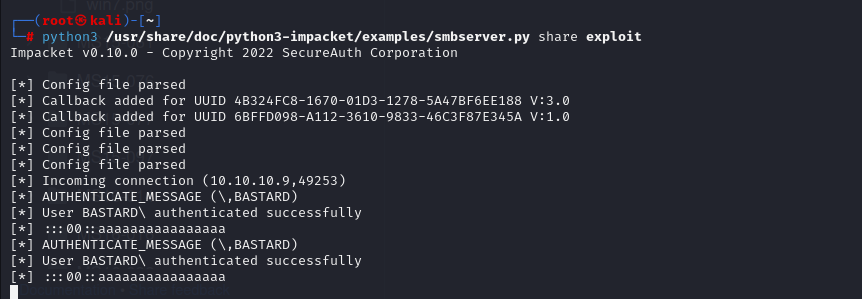 win7.png
┌──(root㉿kali)-[~]
└─# python3 /usr/share/doc/python3-impacket/examples/smbserver.py share exploit
Impacket v0.10.0 - Copyright 2022 SecureAuth Corporation
[*] Config file parsed
[*] Callback added for UUID 4B324FC8-1670-01D3-1278-5A47BF6EE188 V:3.0
[*] Callback added for UUID 6BFFD098-A112-3610-9833-46C3F87E345A V:1.0
[*] Config file parsed
[*] Config file parsed
[*] Config file parsed
[*] Incoming connection (10.10.10.9,49253)
[*] AUTHENTICATE_MESSAGE (\,BASTARD)
[*] User BASTARD\ authenticated successfully
[*] :::00::aaaaaaaaaaaaaaaa
[*] AUTHENTICATE_MESSAGE (\,BASTARD)
[*] User BASTARD\ authenticated successfully
[*] :::00::aaaaaaaaaaaaaaaa
Share feedback